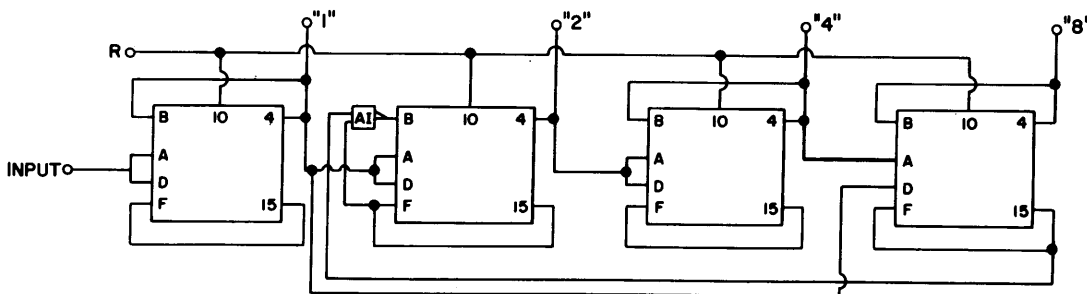 "1" "2" "4" "8"
R
B 10 4 AI B 10 4 B 10 4 B 10 4
INPUT A A A A
D D D D
F 15 F 15 F 15 F 15